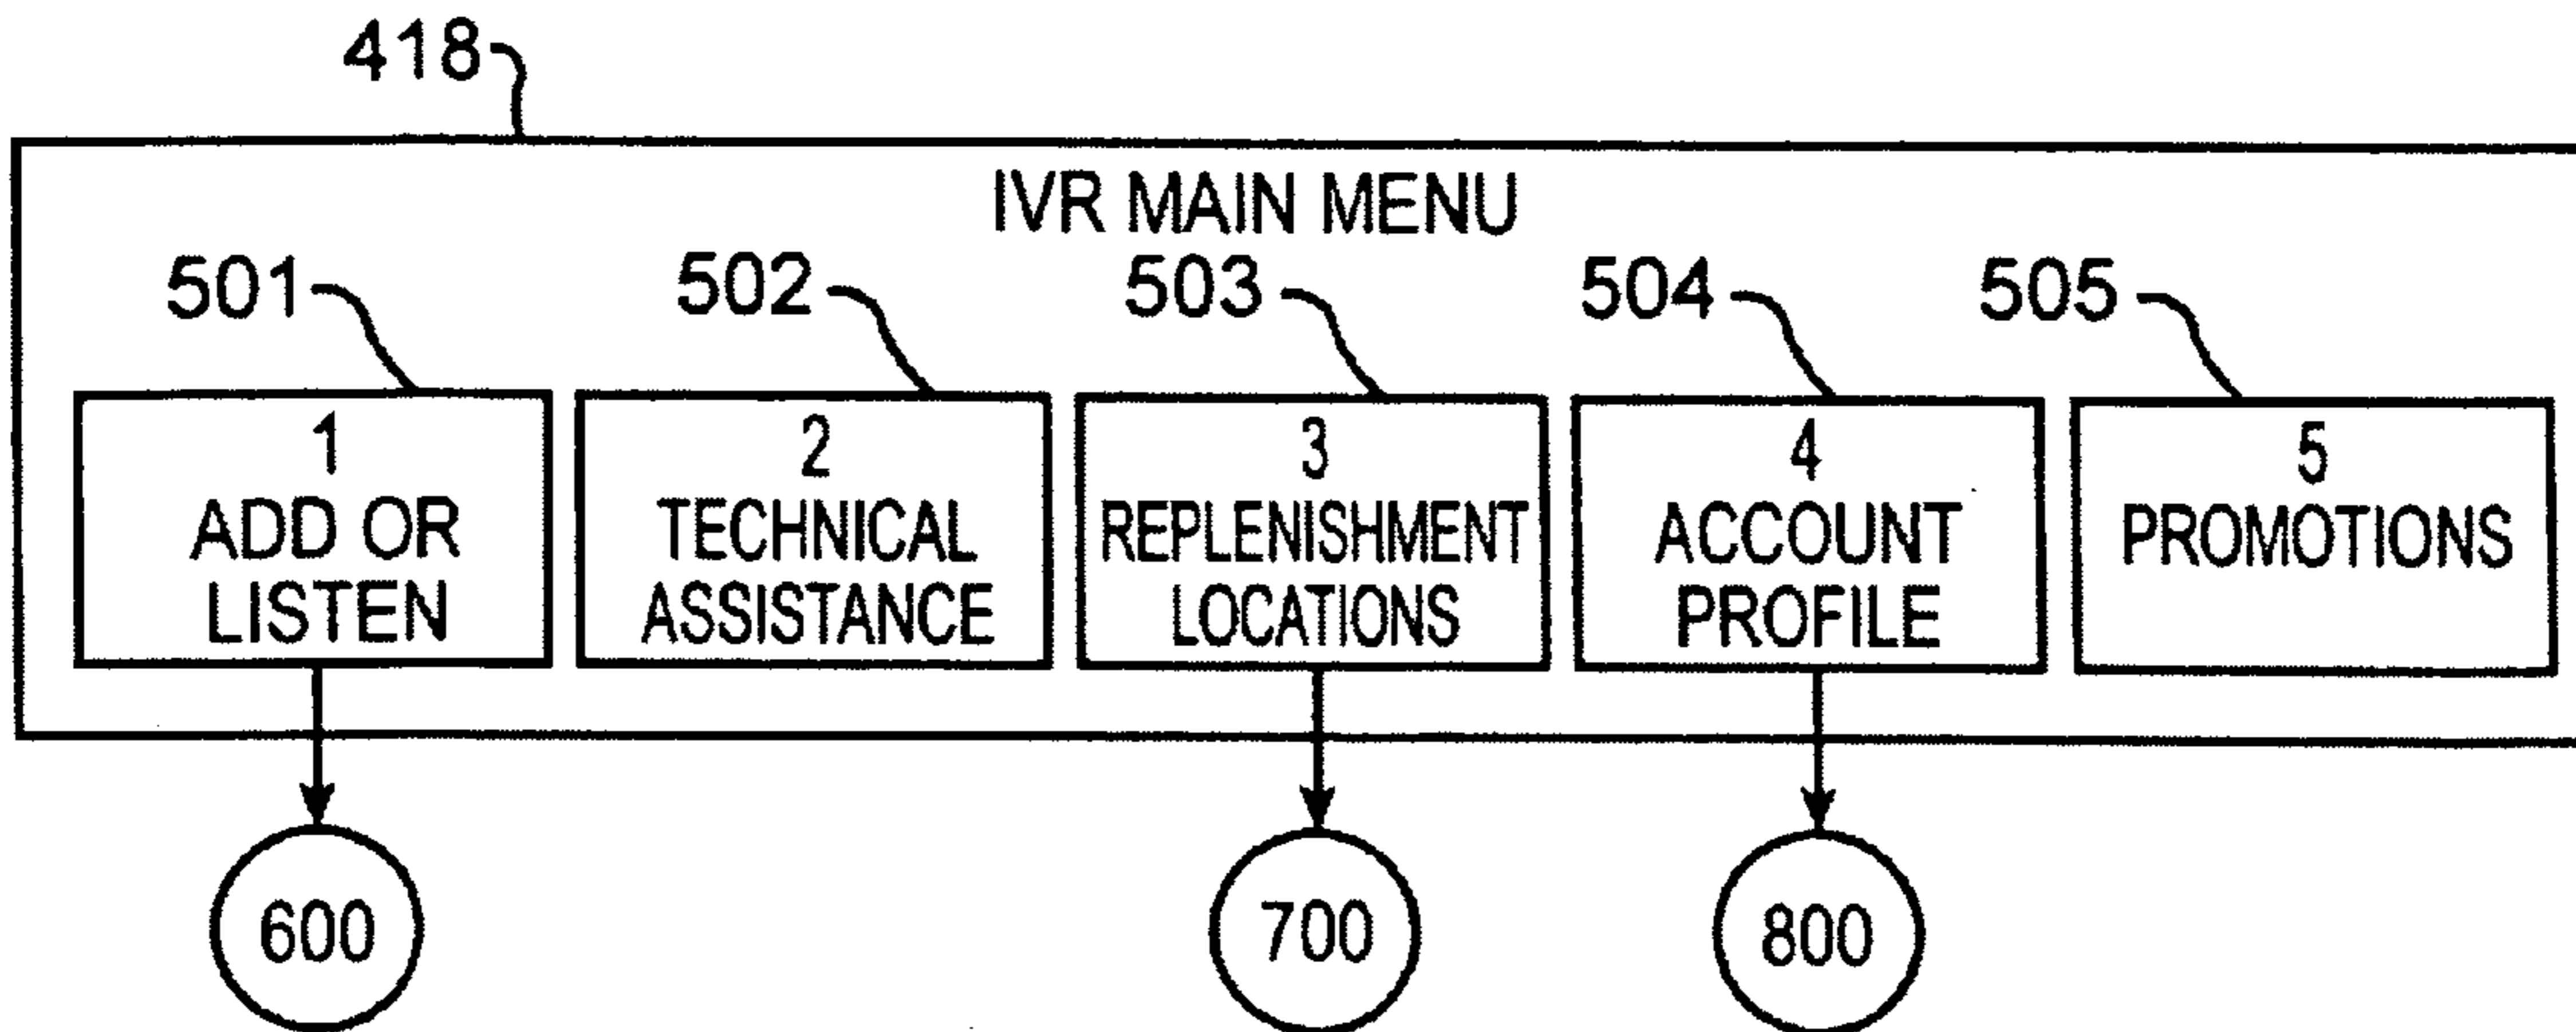 418
IVR MAIN MENU
501 502 503 504 505
1
ADD OR
LISTEN
2
TECHNICAL
ASSISTANCE
3
REPLENISHMENT
LOCATIONS
4
ACCOUNT
PROFILE
5
PROMOTIONS
600 700 800